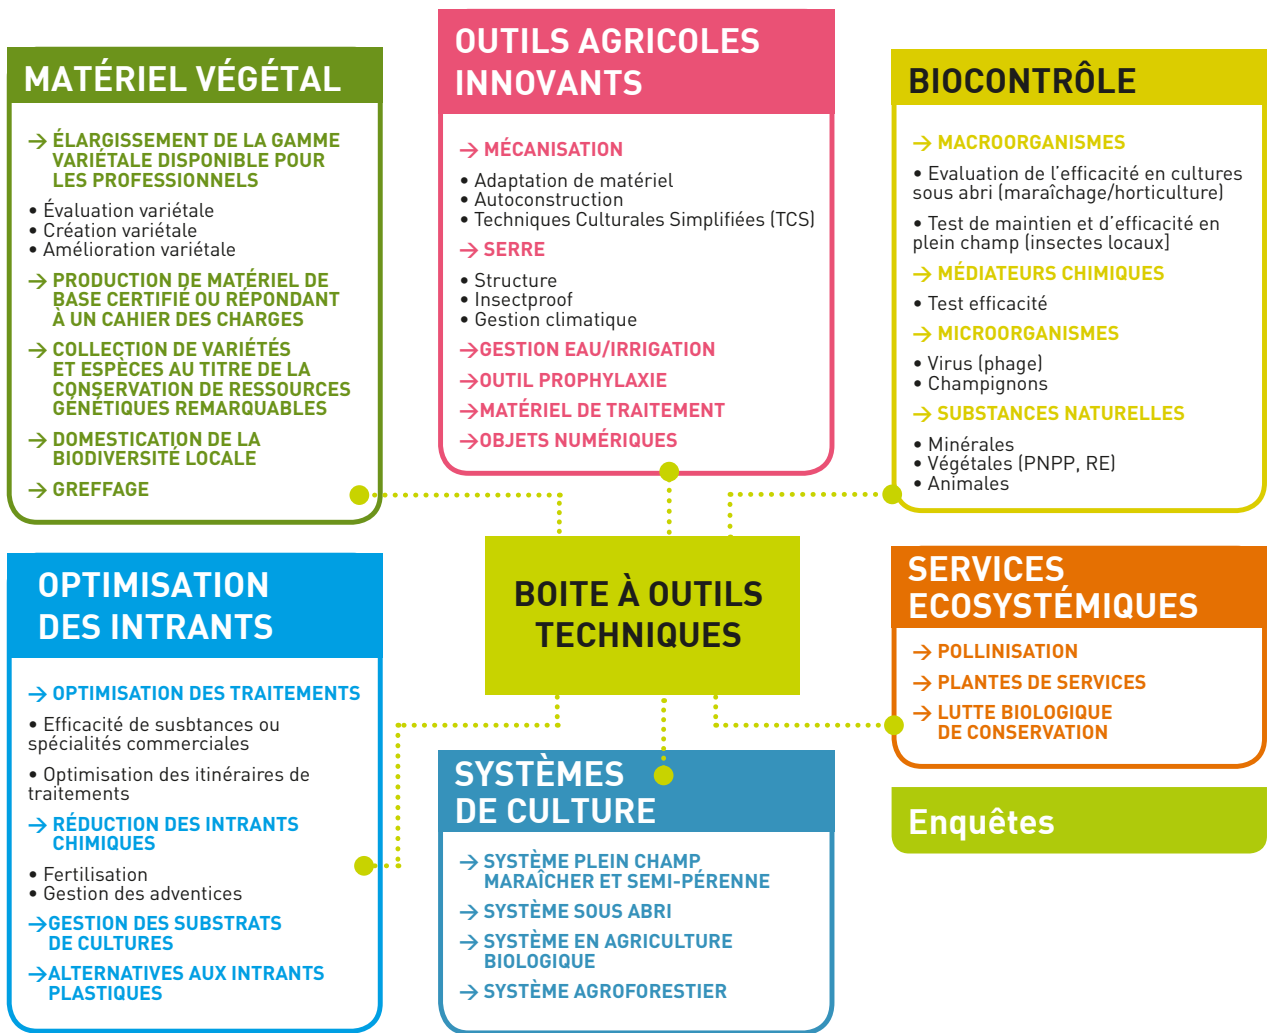 MATÉRIEL VÉGÉTAL
→ ÉLARGISSEMENT DE LA GAMME
VARIÉTALE DISPONIBLE POUR
LES PROFESSIONNELS
• Évaluation variétale
• Création variétale
• Amélioration variétale
→ PRODUCTION DE MATÉRIEL DE
BASE CERTIFIÉ OU RÉPONDANT
À UN CAHIER DES CHARGES
→ COLLECTION DE VARIÉTÉS
ET ESPÈCES AU TITRE DE LA
CONSERVATION DE RESSOURCES
GÉNÉTIQUES REMARQUABLES
→ DOMESTICATION DE LA
BIODIVERSITÉ LOCALE
→ GREFFAGE
OUTILS AGRICOLES
INNOVANTS
→ MÉCANISATION
• Adaptation de matériel
• Autoconstruction
• Techniques Culturales Simplifiées (TCS)
→ SERRE
• Structure
• Insectproof
• Gestion climatique
→GESTION EAU/IRRIGATION
→OUTIL PROPHYLAXIE
→MATÉRIEL DE TRAITEMENT
→OBJETS NUMÉRIQUES
BIOCONTRÔLE
→ MACROORGANISMES
• Evaluation de l’efficacité en cultures
sous abri (maraîchage/horticulture)
• Test de maintien et d’efficacité en
plein champ (insectes locaux]
→ MÉDIATEURS CHIMIQUES
• Test efficacité
→ MICROORGANISMES
• Virus (phage)
• Champignons
→ SUBSTANCES NATURELLES
• Minérales
• Végétales (PNPP, RE)
• Animales
BOITE À OUTILS
TECHNIQUES
OPTIMISATION
DES INTRANTS
→ OPTIMISATION DES TRAITEMENTS
• Efficacité de susbtances ou
spécialités commerciales
• Optimisation des itinéraires de
traitements
→ RÉDUCTION DES INTRANTS
CHIMIQUES
• Fertilisation
• Gestion des adventices
→GESTION DES SUBSTRATS
DE CULTURES
→ALTERNATIVES AUX INTRANTS
PLASTIQUES
SYSTÈMES
DE CULTURE
→ SYSTÈME PLEIN CHAMP
MARAÎCHER ET SEMI-PÉRENNE
→ SYSTÈME SOUS ABRI
→ SYSTÈME EN AGRICULTURE
BIOLOGIQUE
→ SYSTÈME AGROFORESTIER
SERVICES
ECOSYSTÉMIQUES
→ POLLINISATION
→ PLANTES DE SERVICES
→ LUTTE BIOLOGIQUE
DE CONSERVATION
Enquêtes